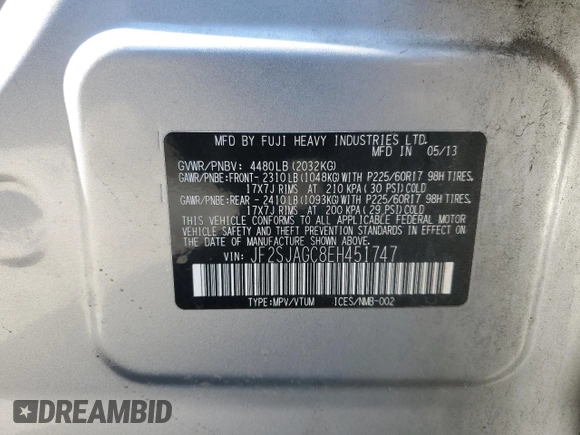 MFD BY FUJI HEAVY INDUSTRIES LTD.
MFD IN 05/13
GVWR/PNBV: 4480LB (2032KG)
GAWR/PNBE:FRONT- 2310LB(1048KG)WITH P225/60R17 98H TIRES,
17X7J RIMS AT 210 KPA (30 PSI)COLD
GAWR/PNBE:REAR - 2410LB(1093KG)WITH P225/60R17 98H TIRES,
17X7J RIMS AT 200 KPA (29 PSI)COLD
THIS VEHICLE CONFORMS TO ALL APPLICABLE FEDERAL MOTOR
VEHICLE SAFETY AND THEFT PREVENTION STANDARDS IN EFFECT
ON THE DATE OF MANUFACTURE SHOWN ABOVE.
VIN: JF2SJAGC8EH451747
TYPE:MPV/VTUM ICES/NMB-002
DREAMBID